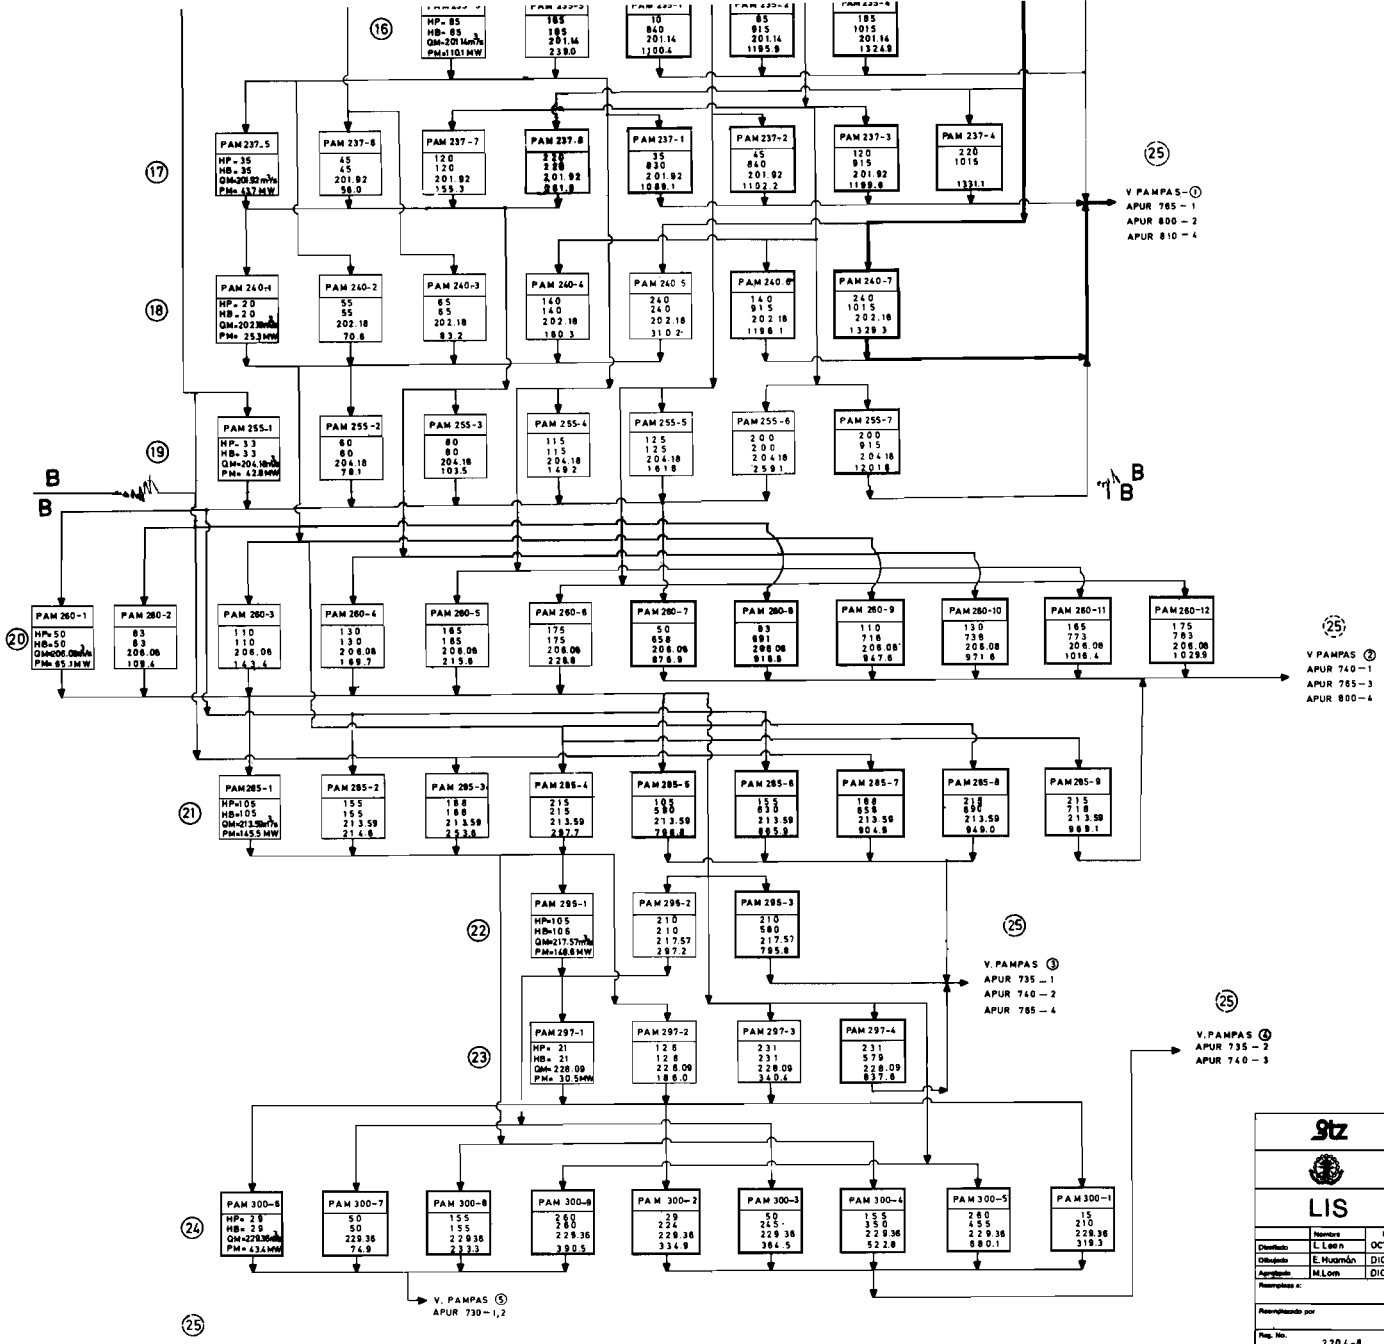 16
HP= 85
HB= 85
QM=201.14m³/s
PM=110.1 MW
185
185
201.14
239.0
10
840
201.14
1100.4
85
915
201.14
1195.9
185
1015
201.14
1324.9
17
PAM 237-5
HP= 35
HB= 35
QM=201.92m³/s
PM= 43.7 MW
PAM 237-6
45
45
201.92
56.0
PAM 237-7
120
120
201.92
155.3
PAM 237-8
220
220
201.92
PAM 237-1
35
830
201.92
1089.1
PAM 237-2
45
840
201.92
1102.2
PAM 237-3
120
915
201.92
1199.6
PAM 237-4
220
1015
1331.1
25
V PAMPAS-1
APUR 765-1
APUR 800-2
APUR 810-4
18
PAM 240-1
HP= 20
HB= 20
QM=202.18m³/s
PM= 25.3 MW
PAM 240-2
55
55
202.18
70.6
PAM 240-3
65
65
202.18
83.2
PAM 240-4
140
140
202.18
180.3
PAM 240-5
240
240
202.18
310.2
PAM 240-6
140
915
202.18
1196.1
PAM 240-7
240
1015
202.18
1329.3
19
PAM 255-1
HP= 33
HB= 33
QM=204.18m³/s
PM= 42.8 MW
PAM 255-2
60
60
204.18
78.1
PAM 255-3
80
80
204.18
103.5
PAM 255-4
115
115
204.18
149.2
PAM 255-5
125
125
204.18
161.8
PAM 255-6
200
200
204.18
259.1
PAM 255-7
200
915
204.18
1201.8
B
B
B
B
20
PAM 260-1
HP=50
HB=50
QM=206.08m³/s
PM= 65.1 MW
PAM 260-2
83
83
206.08
108.4
PAM 260-3
110
110
206.08
143.4
PAM 260-4
130
130
206.08
169.7
PAM 260-5
165
165
206.08
215.6
PAM 260-6
175
175
206.08
228.8
PAM 260-7
50
658
206.08
876.9
PAM 260-8
83
691
206.08
918.8
PAM 260-9
110
718
206.08
947.6
PAM 260-10
130
738
206.08
971.6
PAM 260-11
165
773
206.08
1016.4
PAM 260-12
175
783
206.08
1029.9
25
V PAMPAS 2
APUR 740-1
APUR 765-3
APUR 800-4
21
PAM 285-1
HP=105
HB=105
QM=213.59m³/s
PM=145.5 MW
PAM 285-2
155
155
213.59
214.6
PAM 285-3
188
188
213.59
253.6
PAM 285-4
215
215
213.59
297.7
PAM 285-5
105
580
213.59
798.8
PAM 285-6
155
630
213.59
865.9
PAM 285-7
188
658
213.59
904.9
PAM 285-8
215
690
213.59
949.0
PAM 285-9
215
718
213.59
969.1
22
PAM 295-1
HP=105
HB=105
QM=217.57m³/s
PM=148.6 MW
PAM 295-2
210
210
217.57
297.2
PAM 295-3
210
580
217.57
795.8
25
V. PAMPAS 3
APUR 735-1
APUR 740-2
APUR 765-4
23
PAM 297-1
HP= 21
HB= 21
QM= 228.09
PM= 30.5 MW
PAM 297-2
126
126
228.09
186.0
PAM 297-3
231
231
228.09
340.4
PAM 297-4
231
579
228.09
837.6
25
V. PAMPAS 4
APUR 735-2
APUR 740-3
24
PAM 300-6
HP= 29
HB= 29
QM=229.36m³/s
PM= 43.4 MW
PAM 300-7
50
50
229.36
74.9
PAM 300-8
155
155
229.36
233.3
PAM 300-9
260
260
229.36
390.5
PAM 300-2
29
224
229.36
334.9
PAM 300-3
50
245
229.36
364.5
PAM 300-4
155
350
229.36
522.8
PAM 300-5
260
455
229.36
680.1
PAM 300-1
15
210
229.36
319.3
V. PAMPAS 5
APUR 730-1,2
25
gtz
LIS
Nombre
Diseñado L. León OCT
Dibujado E. Huamán DIC
Aprobado M. Lom DIC
Reemplaza a:
Reemplazado por
Reg. No.